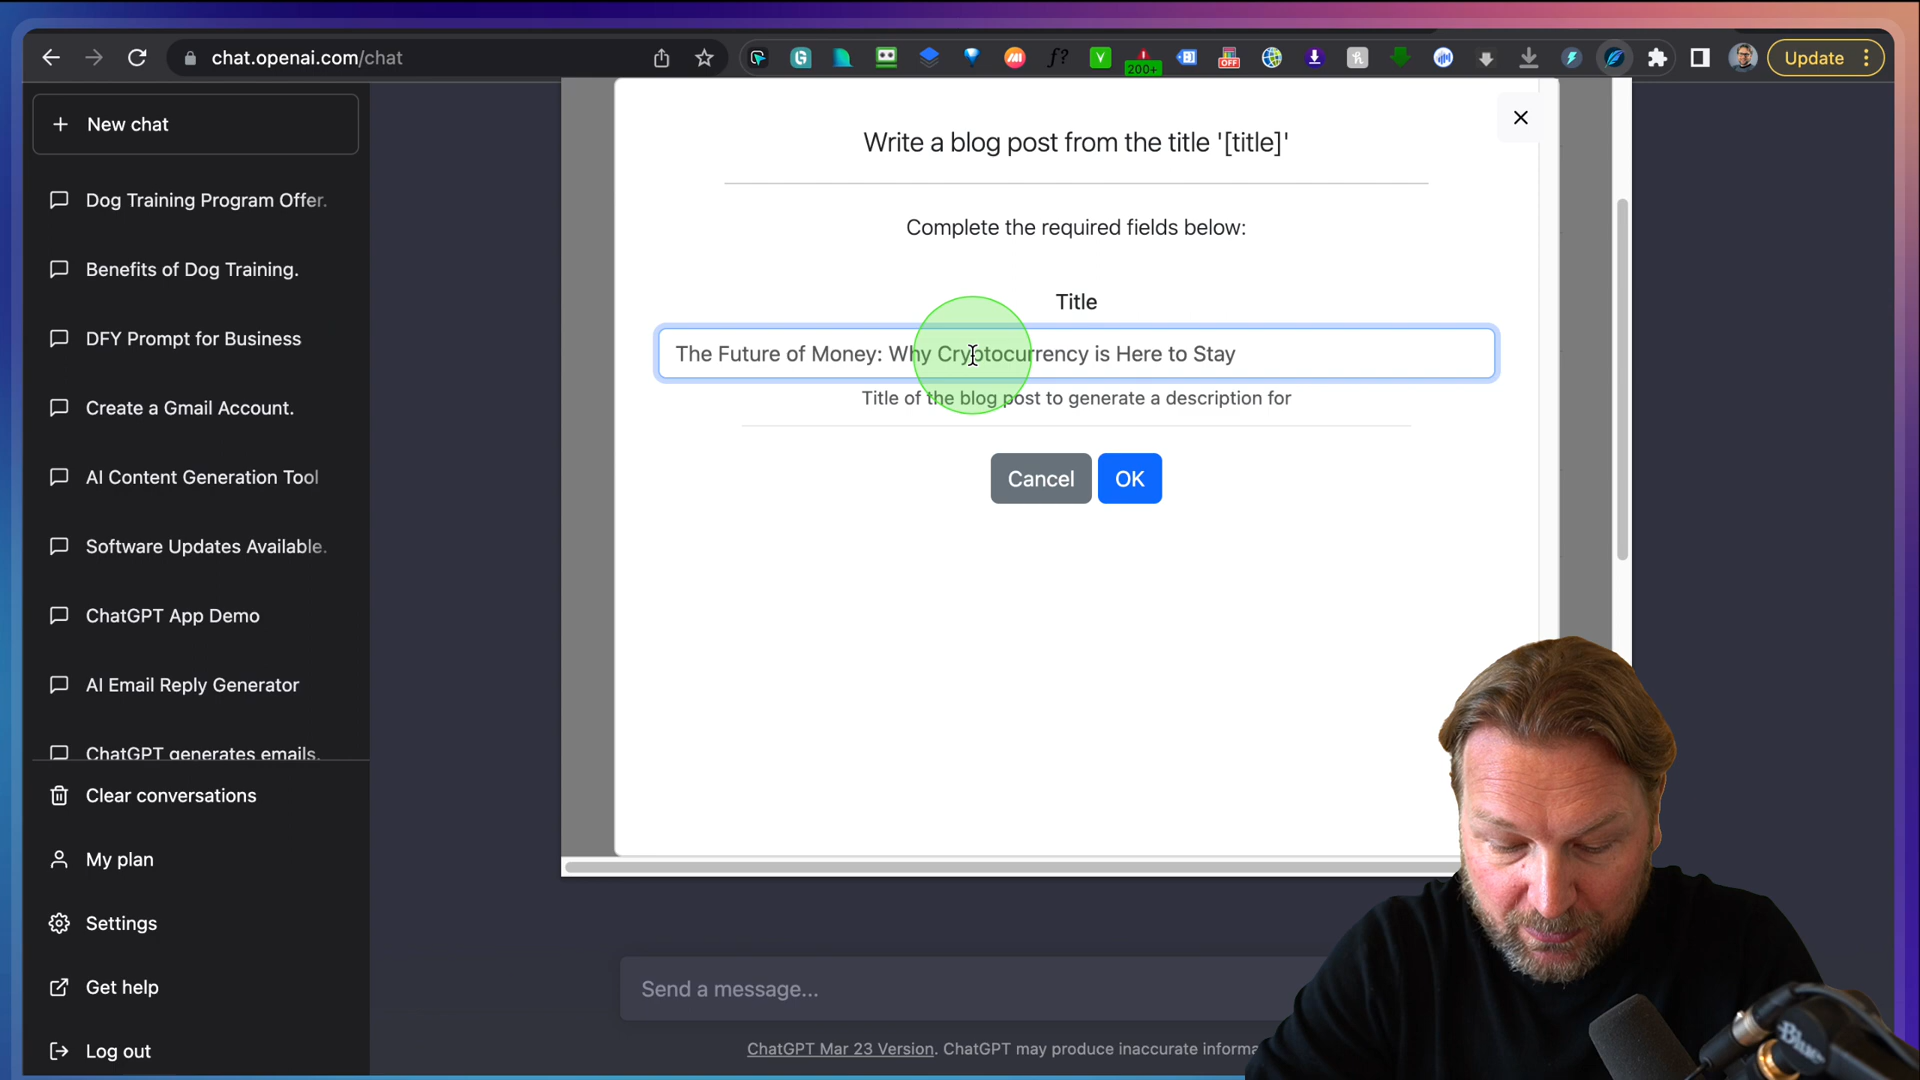 chat.openai.com/chat
f?
V
200+
OFF
Update
New chat
Write a blog post from the title '[title]'
Dog Training Program Offer.
Complete the required fields below:
Benefits of Dog Training.
Title
DFY Prompt for Business
The Future of Money: Why Cryptocurrency is Here to Stay
Title of the blog post to generate a description for
Create a Gmail Account.
AI Content Generation Tool
Cancel OK
Software Updates Available.
ChatGPT App Demo
AI Email Reply Generator
ChatGPT generates emails.
Clear conversations
My plan
Settings
Get help
Send a message...
Log out
ChatGPT Mar 23 Version. ChatGPT may produce inaccurate informa
Blue